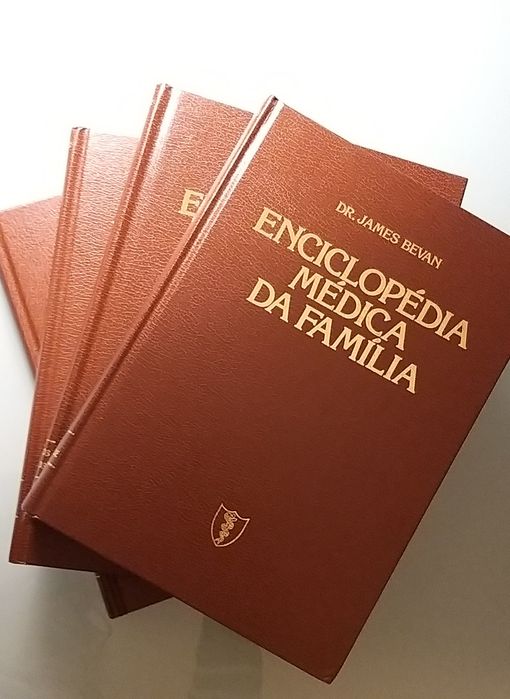 DR. JAMES BEVAN
ENCICLOPÉDIA
MÉDICA
DA FAMÍLIA
E